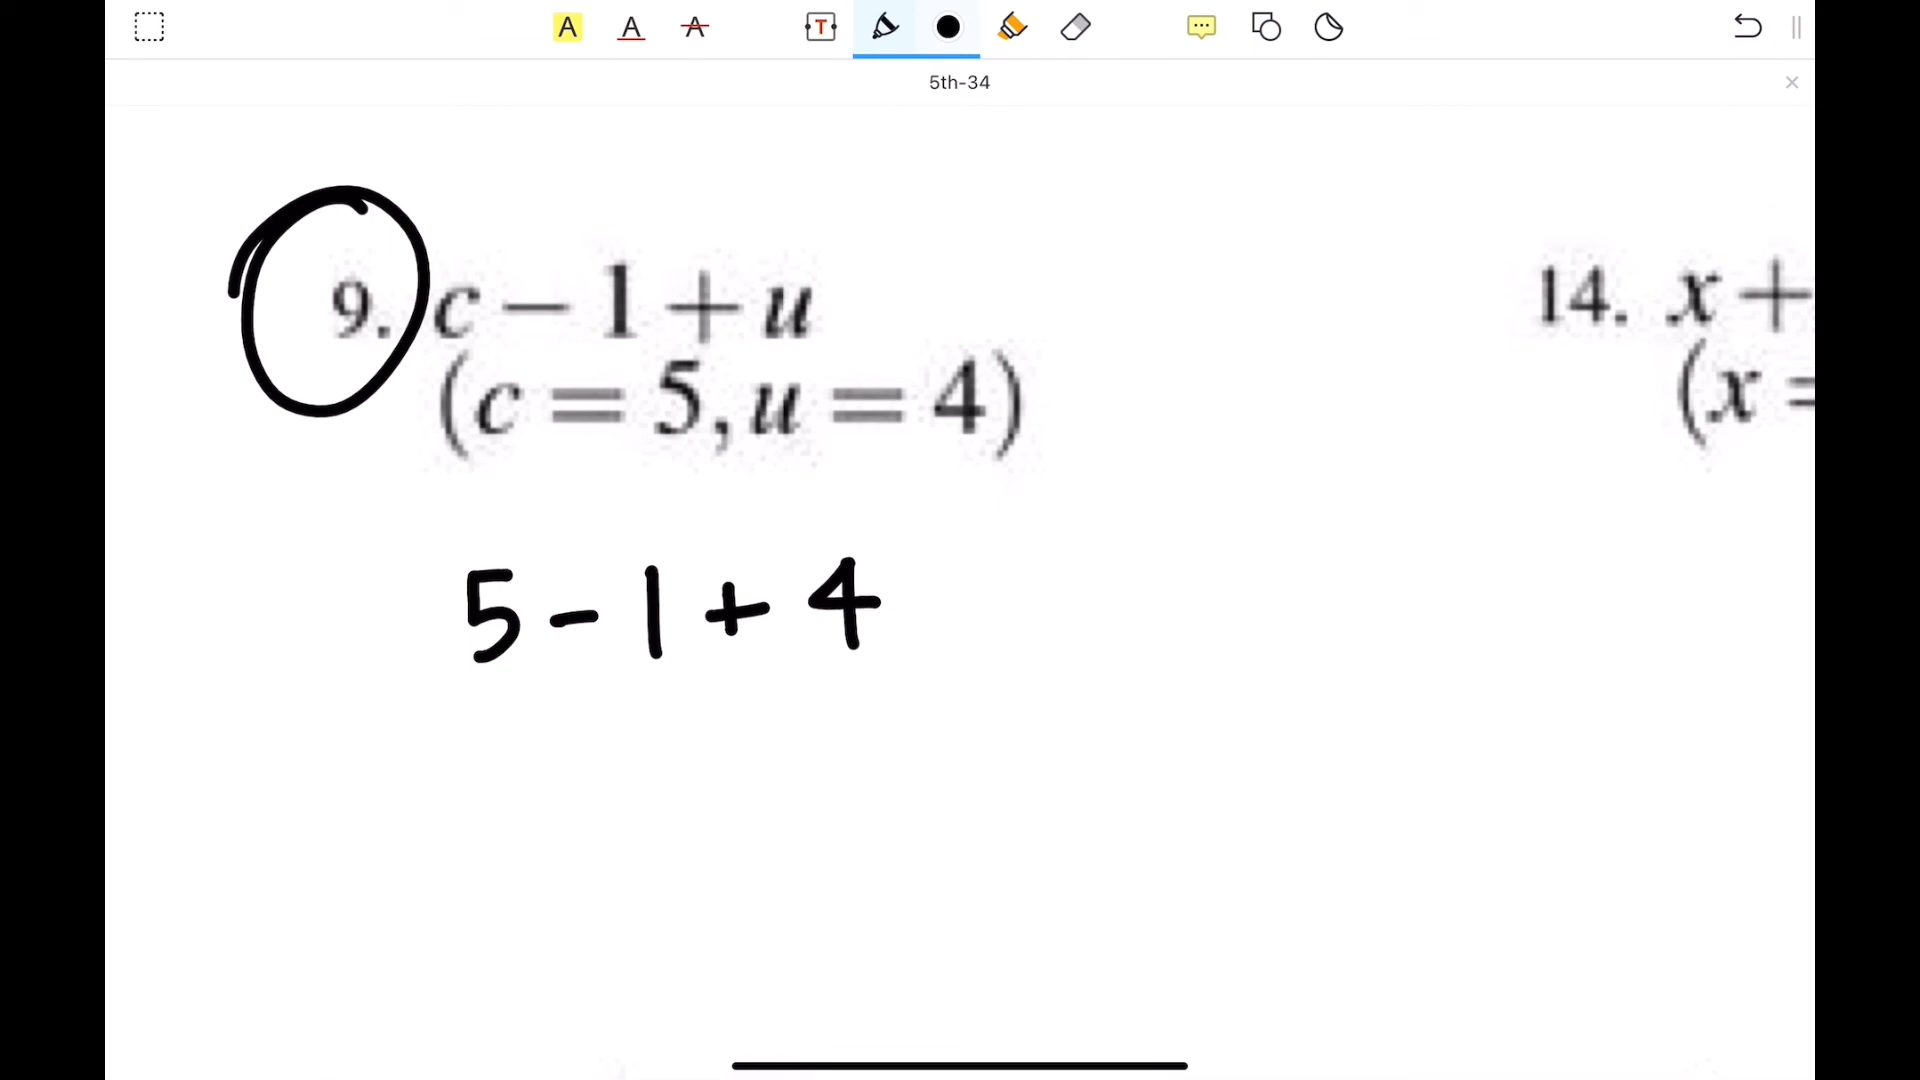 A A A T
5th-34
9. c − 1 + u
(c = 5, u = 4)
14. x +
(x =
5 - 1 + 4